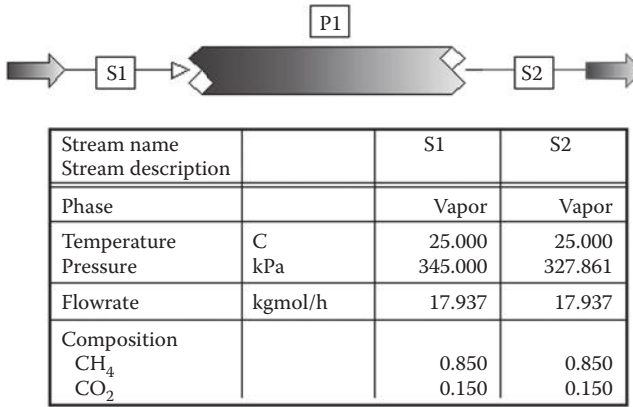 P1
S1
S2
Stream name S1 S2
Stream description
Phase Vapor Vapor
Temperature C 25.000 25.000
Pressure kPa 345.000 327.861
Flowrate kgmol/h 17.937 17.937
Composition
CH₄ 0.850 0.850
CO₂ 0.150 0.150